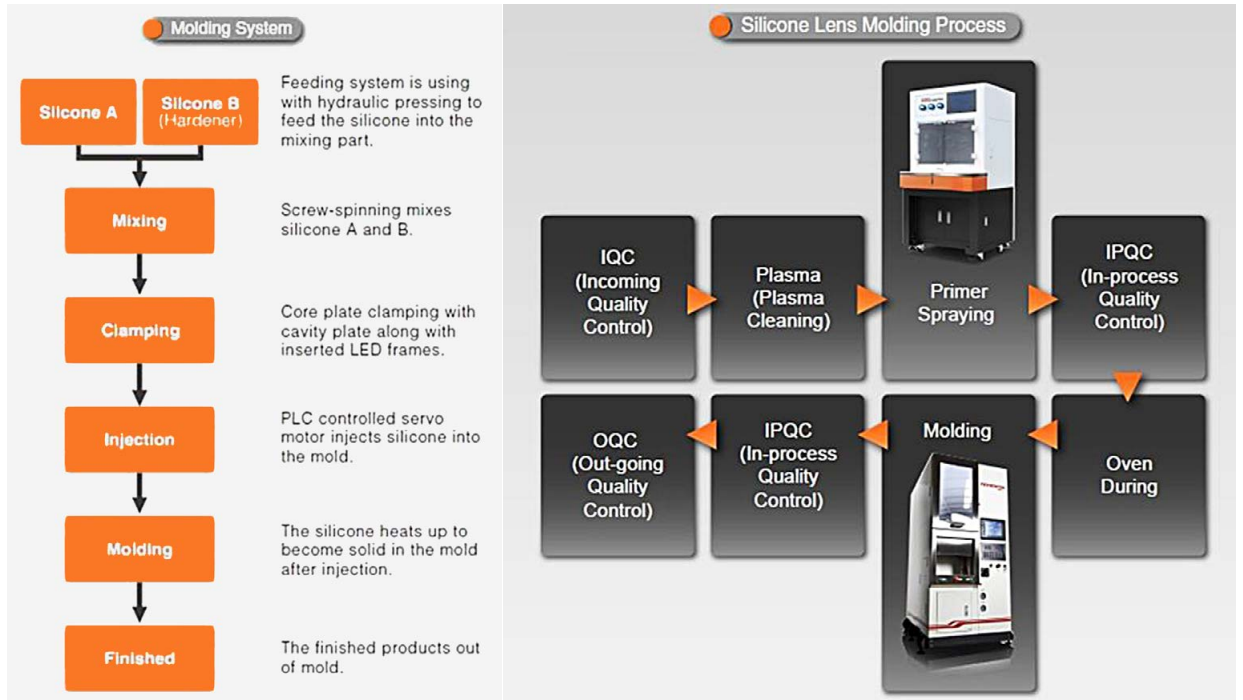 Molding System
Silcone A
Silcone B
(Hardener)
Feeding system is using
with hydraulic pressing to
feed the silicone into the
mixing part.
Mixing
Screw-spinning mixes
silicone A and B.
Clamping
Core plate clamping with
cavity plate along with
inserted LED frames.
Injection
PLC controlled servo
motor injects silicone into
the mold.
Molding
The silicone heats up to
become solid in the mold
after injection.
Finished
The finished products out
of mold.
Silicone Lens Molding Process
IQC
(Incoming
Quality
Control)
Plasma
(Plasma
Cleaning)
Primer
Spraying
IPQC
(In-process
Quality
Control)
Oven
During
Molding
IPQC
(In-process
Quality
Control)
OQC
(Out-going
Quality
Control)